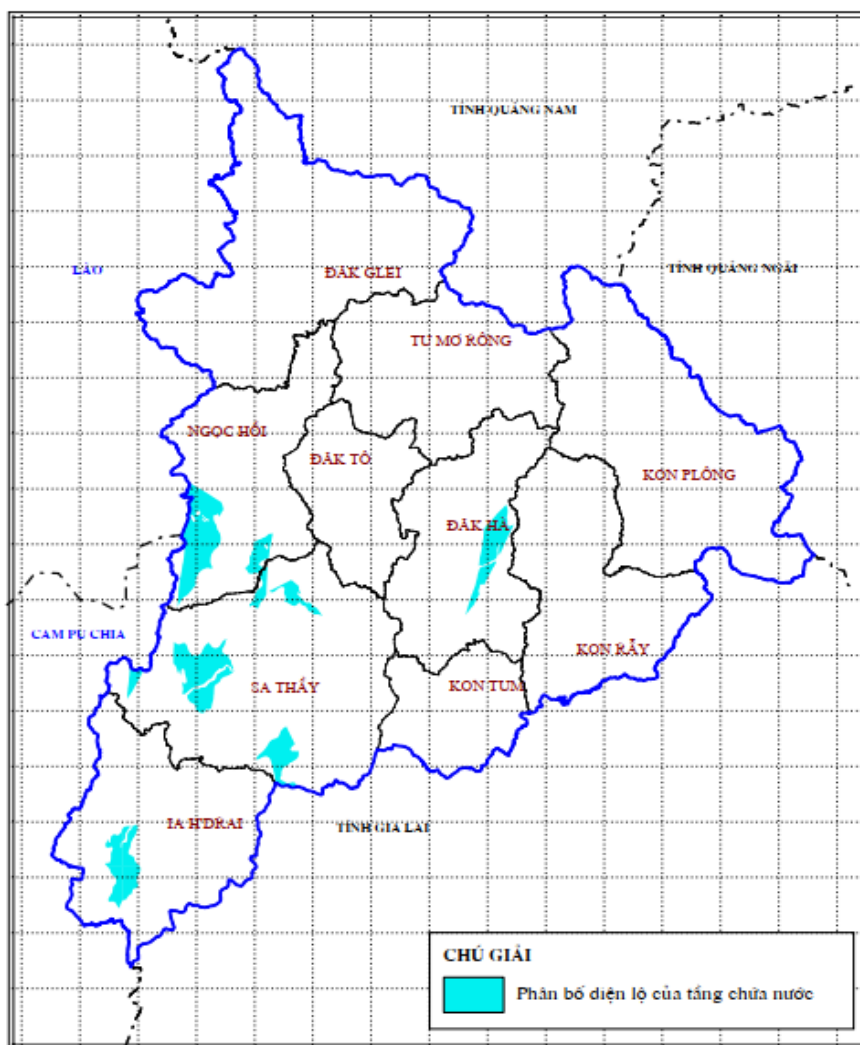 TỈNH QUẢNG NAM
LÀO
ĐĂK GLEI
TỈNH QUẢNG NGÃI
TU MƠ RÔNG
NGỌC HỒI
ĐĂK TÔ
KON PLÔNG
ĐĂK HÀ
CAM PU CHIA
KON RẪY
SA THẦY
KON TUM
IA H'DRAI
TỈNH GIA LAI
CHÚ GIẢI
Phân bố diện lộ của tầng chứa nước